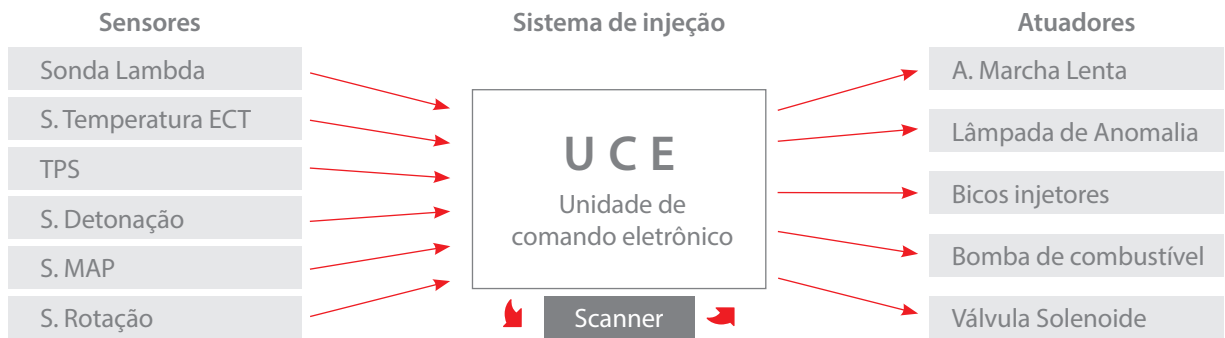 Sensores
Sonda Lambda
S. Temperatura ECT
TPS
S. Detonação
S. MAP
S. Rotação
Sistema de injeção
U C E
Unidade de
comando eletrônico
Scanner
Atuadores
A. Marcha Lenta
Lâmpada de Anomalia
Bicos injetores
Bomba de combustível
Válvula Solenoide